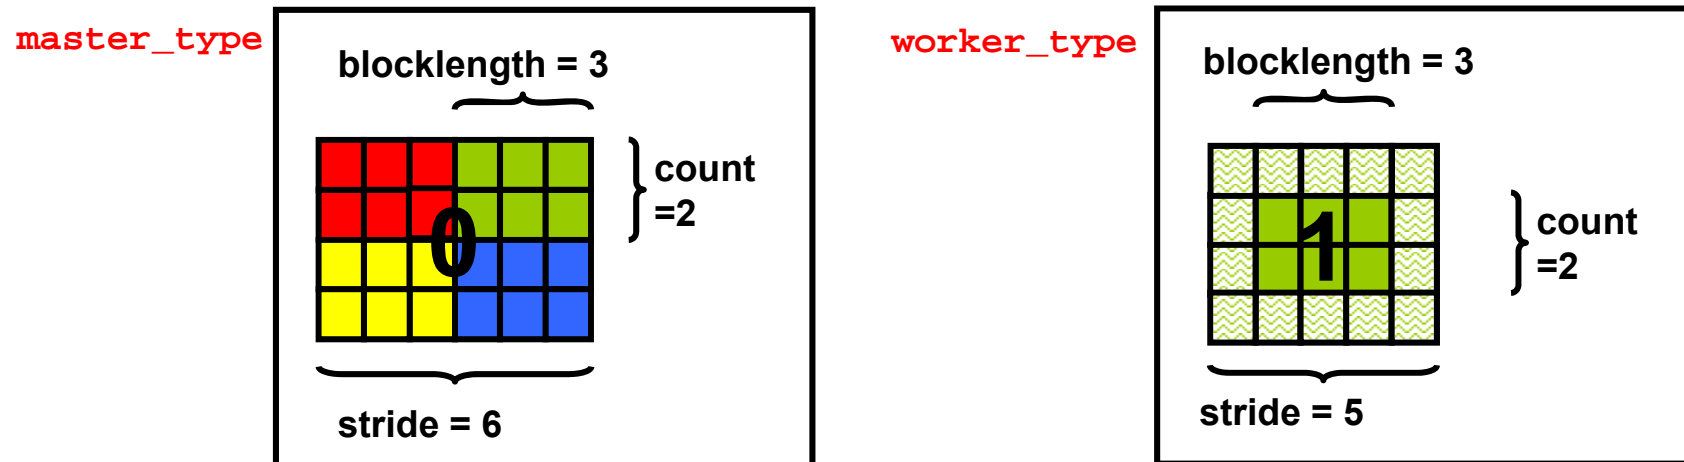 master_type
blocklength = 3
0
count
=2
stride = 6
worker_type
blocklength = 3
1
count
=2
stride = 5